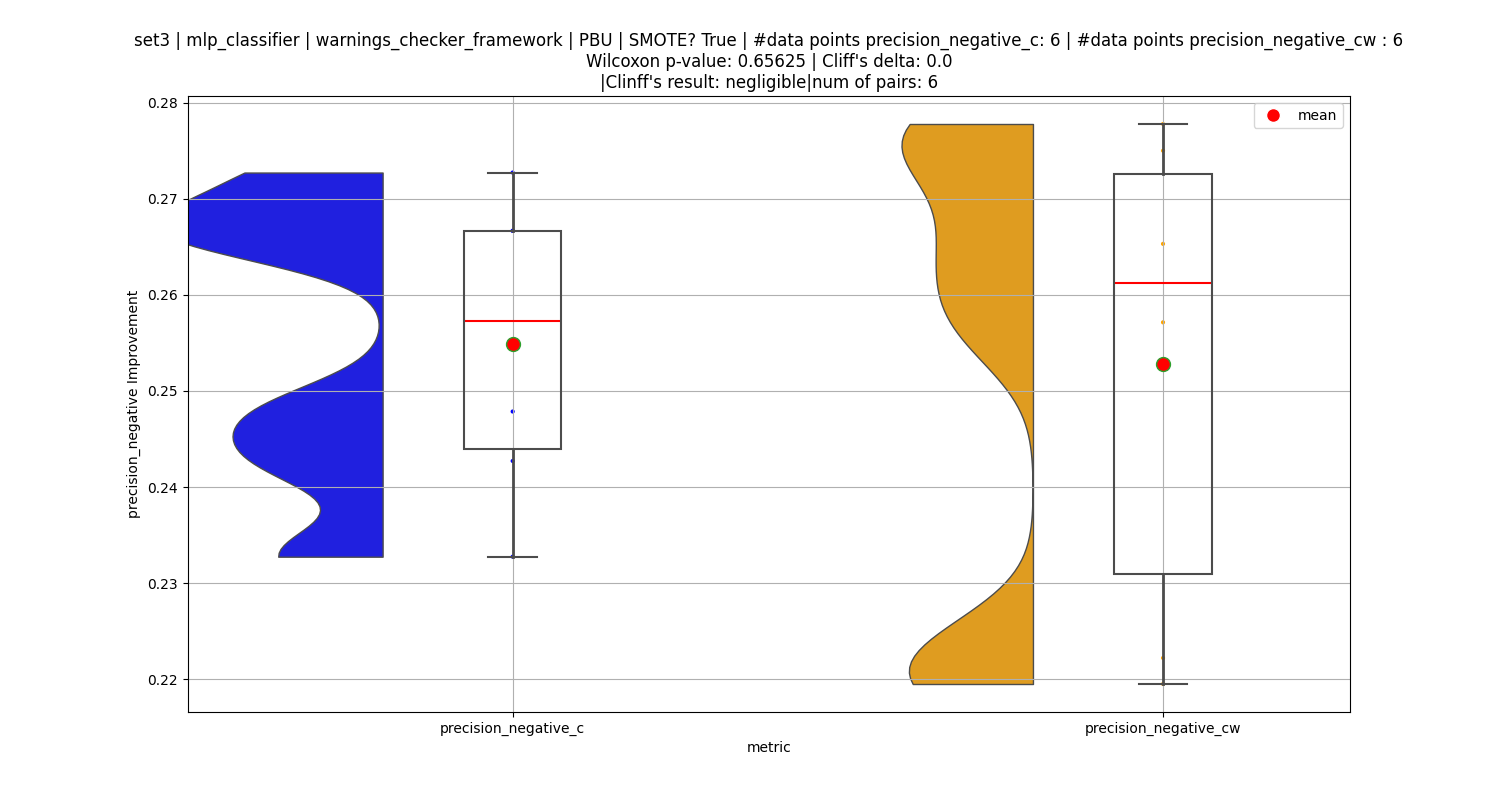 set3 | mlp_classifier | warnings_checker_framework | PBU | SMOTE? True | #data points precision_negative_c: 6 | #data points precision_negative_cw : 6
Wilcoxon p-value: 0.65625 | Cliff's delta: 0.0
|Clinff's result: negligible|num of pairs: 6
mean
0.28
0.27
0.26
0.25
0.24
0.23
0.22
precision_negative Improvement
precision_negative_c
precision_negative_cw
metric